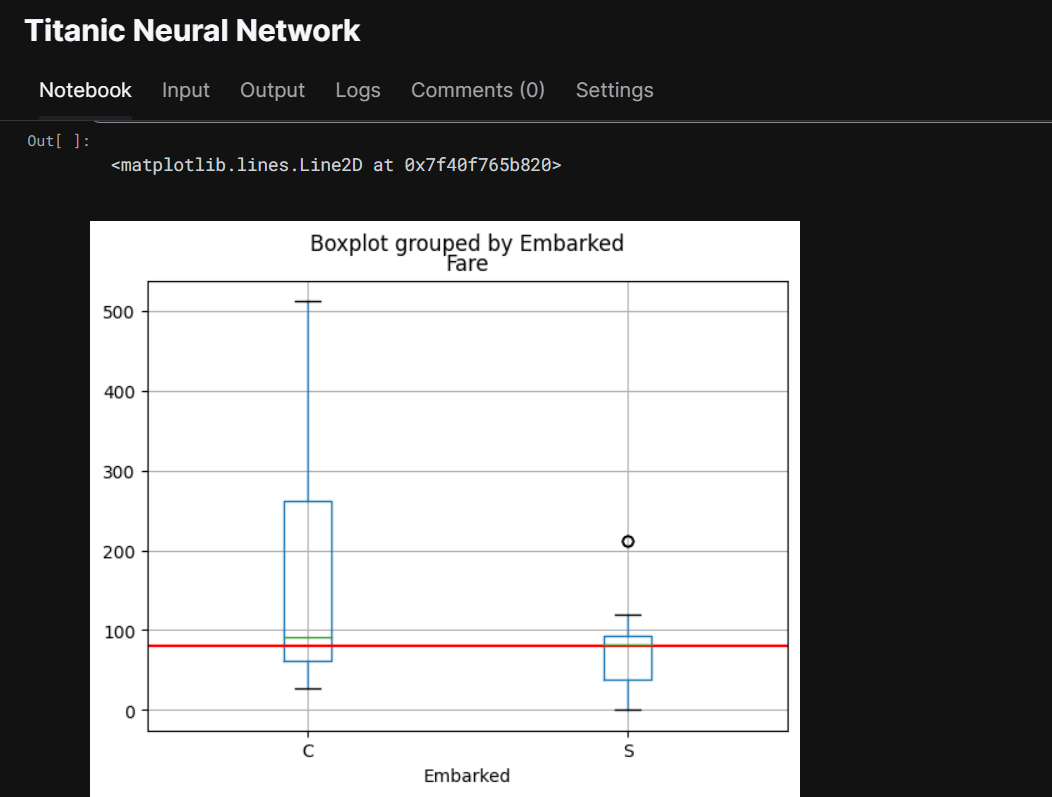 Titanic Neural Network
Notebook Input Output Logs Comments (0) Settings
Out[ ]:
<matplotlib.lines.Line2D at 0x7f40f765b820>
Boxplot grouped by Embarked
Fare
500
400
300
200
100
0
C S
Embarked